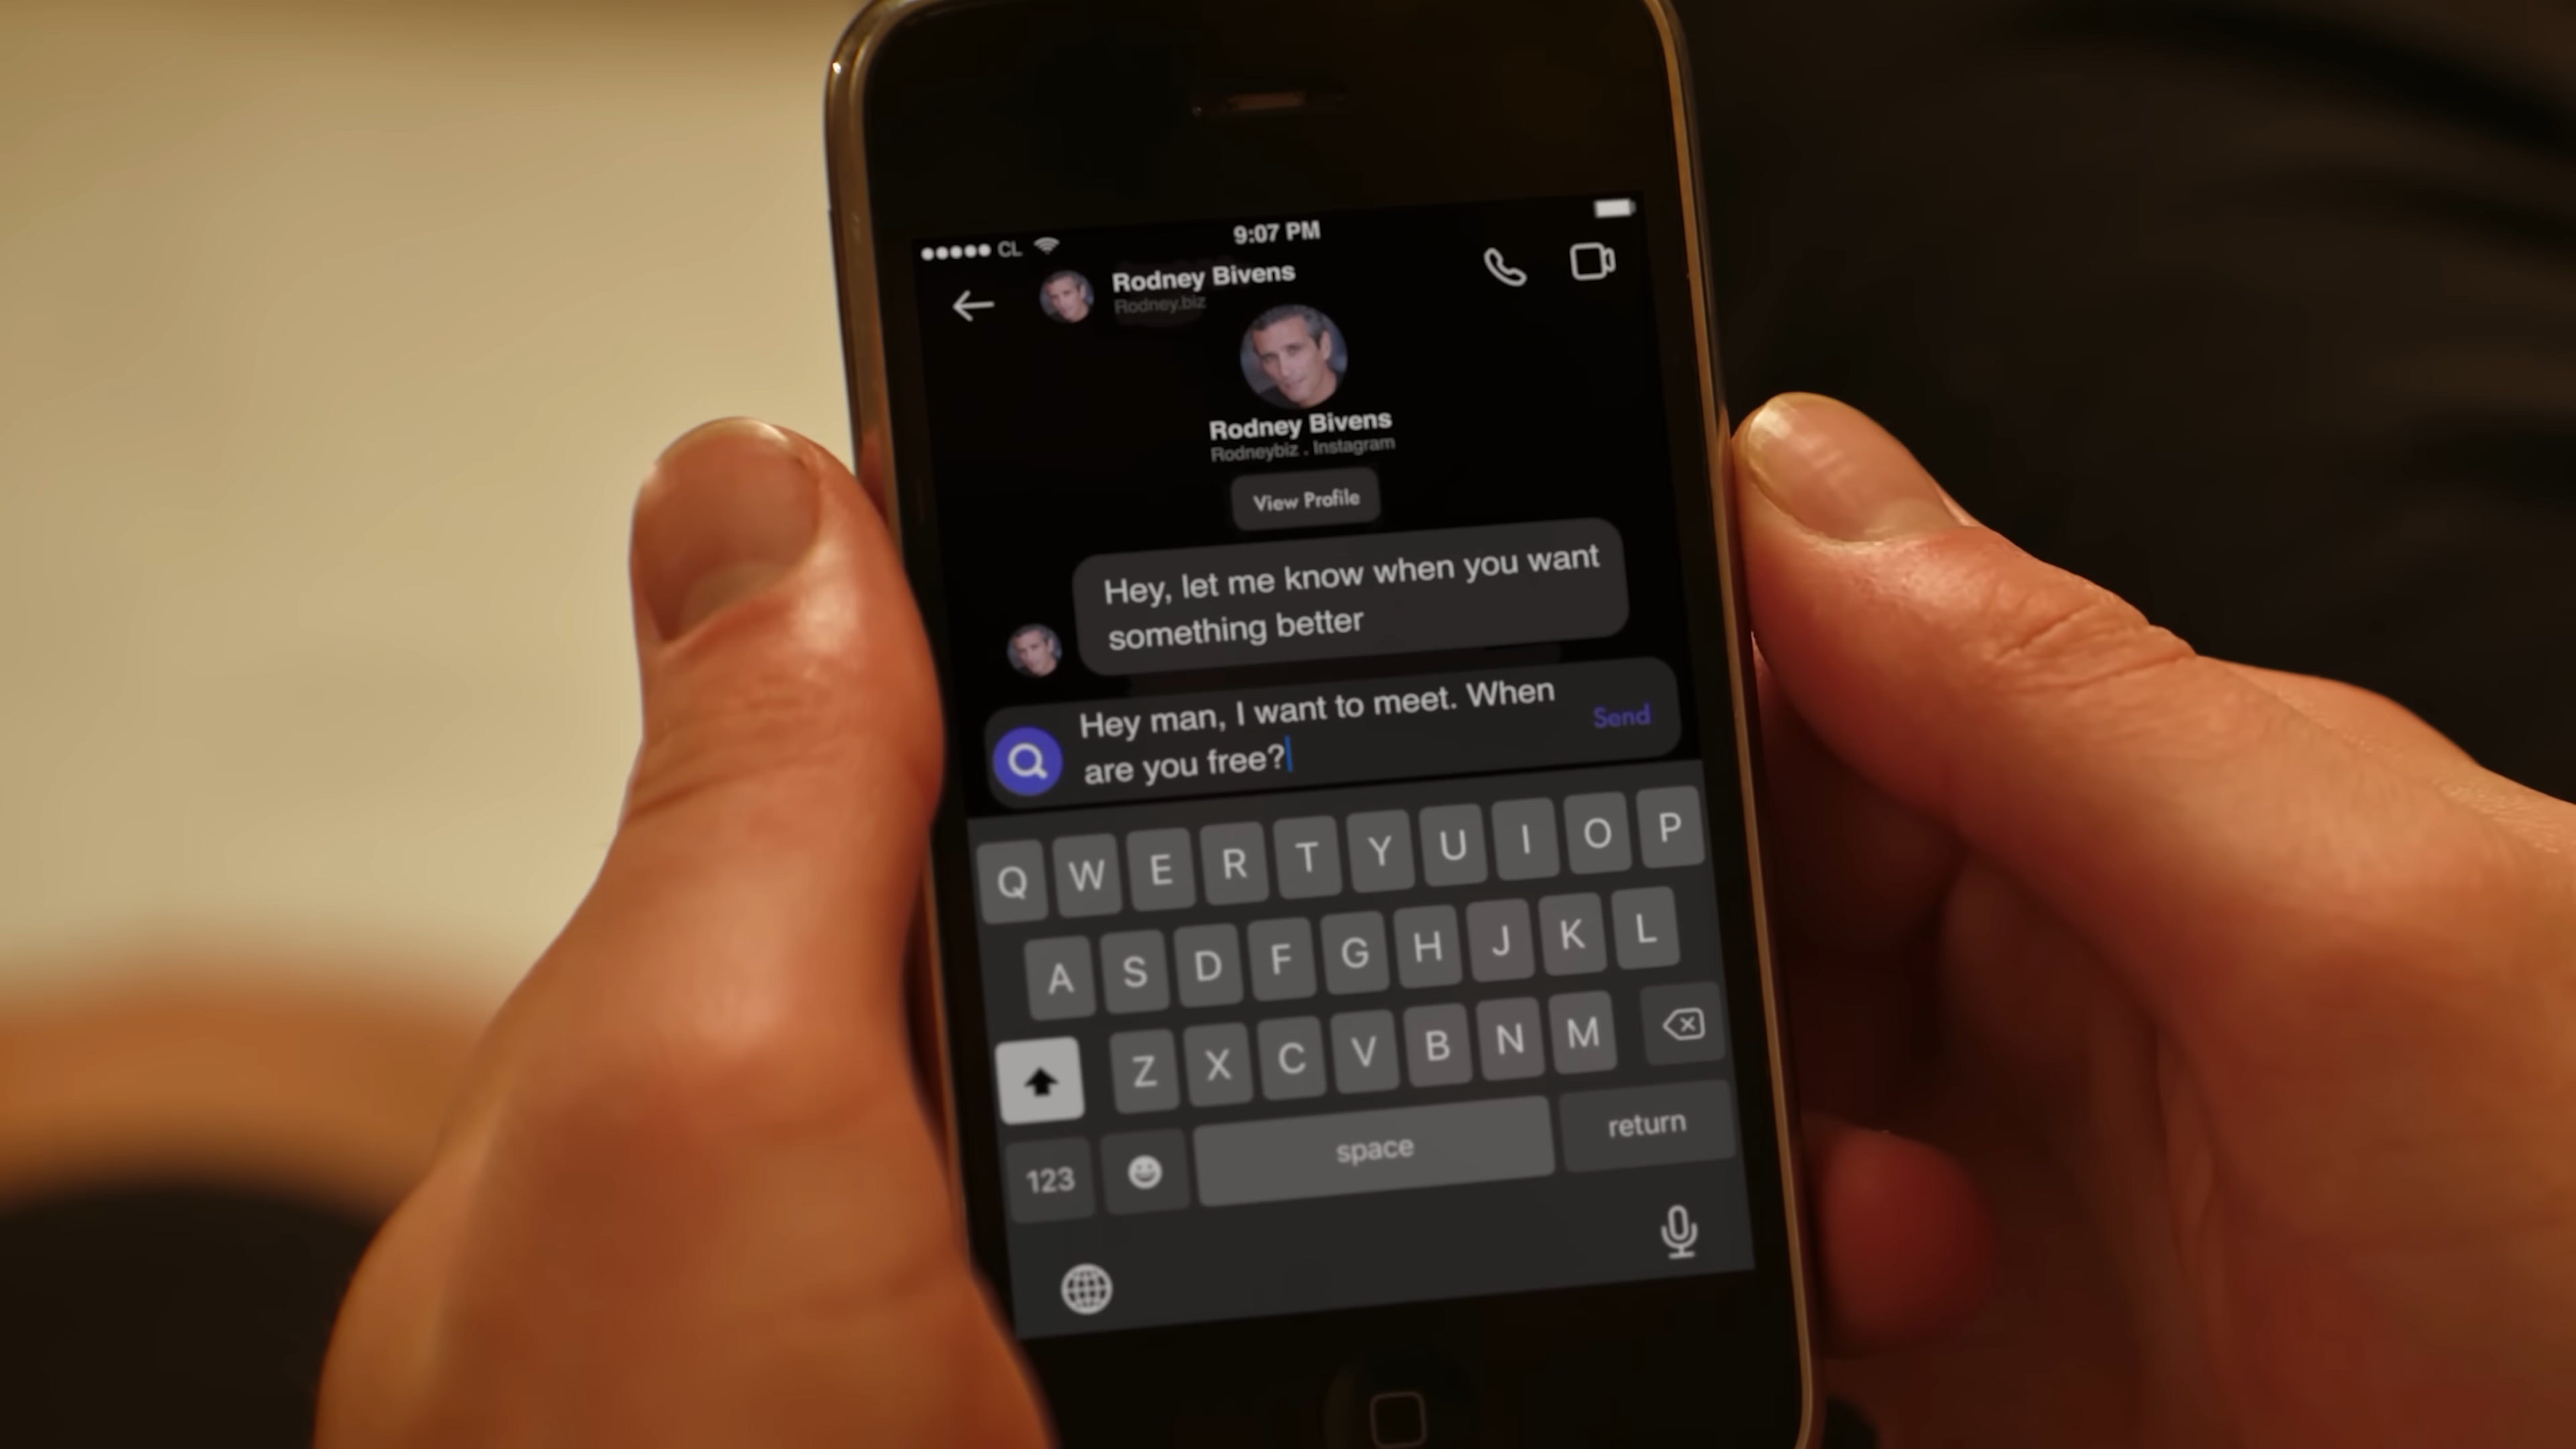 CL 9:07 PM
Rodney Bivens
Rodney.biz
Rodney Bivens
Rodneybiz . Instagram
View Profile
Hey, let me know when you want
something better
Hey man, I want to meet. When
are you free?
Send
Q W E R T Y U I O P
A S D F G H J K L
Z X C V B N M
123 space return